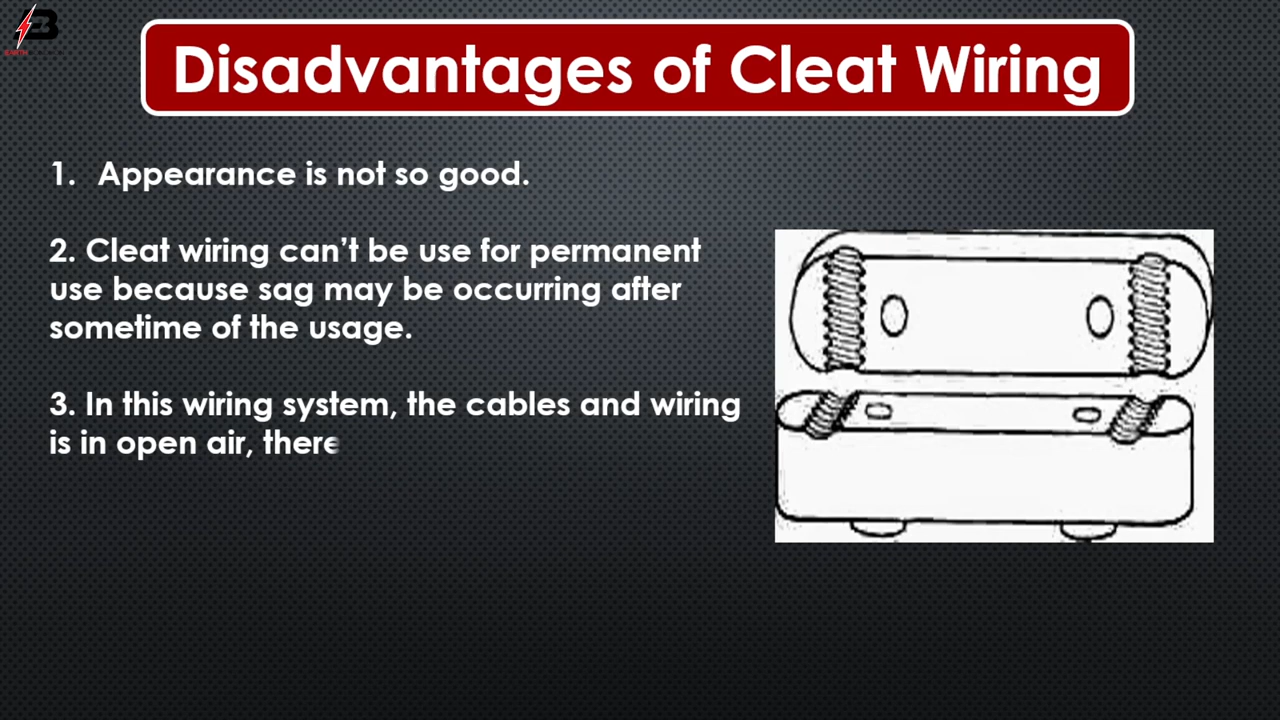 Disadvantages of Cleat Wiring
1. Appearance is not so good.
2. Cleat wiring can’t be use for permanent
use because sag may be occurring after
sometime of the usage.
3. In this wiring system, the cables and wiring
is in open air, there